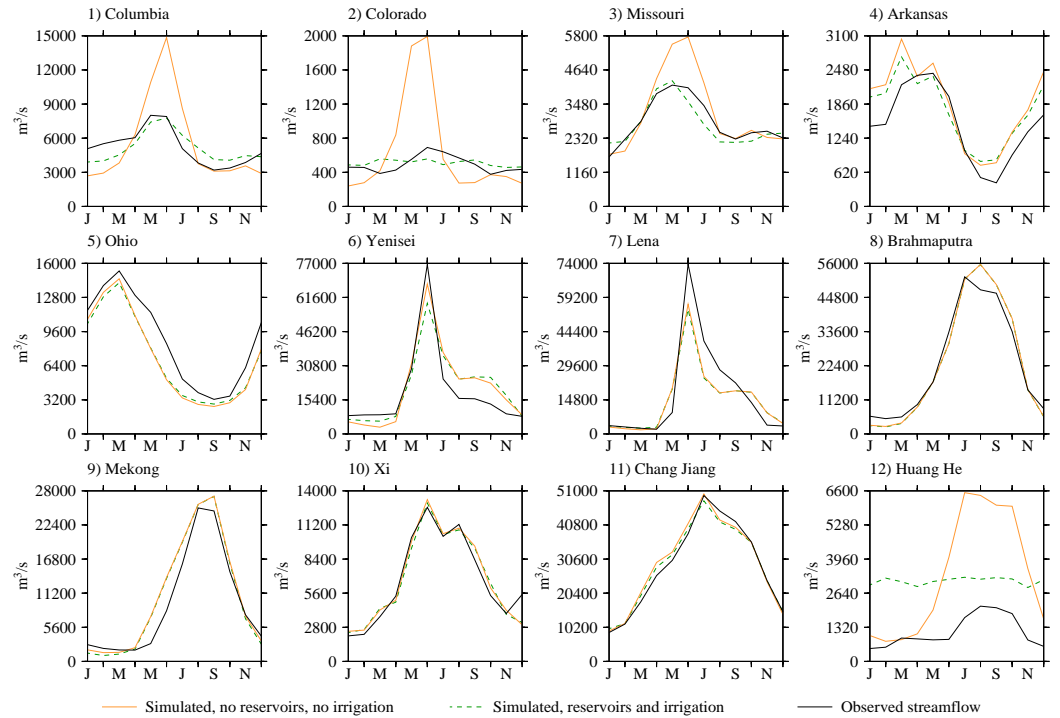 1) Columbia
2) Colorado
3) Missouri
4) Arkansas
m³/s
15000
12000
9000
6000
3000
0
J M M J S N
m³/s
2000
1600
1200
800
400
0
J M M J S N
m³/s
5800
4640
3480
2320
1160
0
J M M J S N
m³/s
3100
2480
1860
1240
620
0
J M M J S N
5) Ohio
6) Yenisei
7) Lena
8) Brahmaputra
m³/s
16000
12800
9600
6400
3200
0
J M M J S N
m³/s
77000
61600
46200
30800
15400
0
J M M J S N
m³/s
74000
59200
44400
29600
14800
0
J M M J S N
m³/s
56000
44800
33600
22400
11200
0
J M M J S N
9) Mekong
10) Xi
11) Chang Jiang
12) Huang He
m³/s
28000
22400
16800
11200
5600
0
J M M J S N
m³/s
14000
11200
8400
5600
2800
0
J M M J S N
m³/s
51000
40800
30600
20400
10200
0
J M M J S N
m³/s
6600
5280
3960
2640
1320
0
J M M J S N
Simulated, no reservoirs, no irrigation
Simulated, reservoirs and irrigation
Observed streamflow